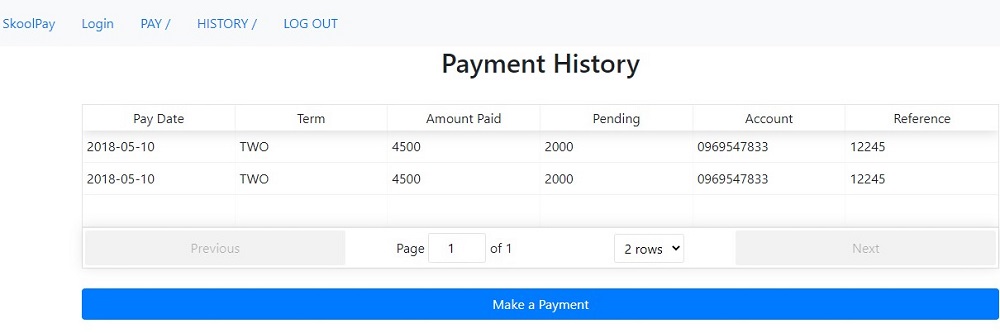 SkoolPay Login PAY / HISTORY / LOG OUT
Payment History
Pay Date Term Amount Paid Pending Account Reference
2018-05-10 TWO 4500 2000 0969547833 12245
2018-05-10 TWO 4500 2000 0969547833 12245
Previous Page 1 of 1 2 rows Next
Make a Payment